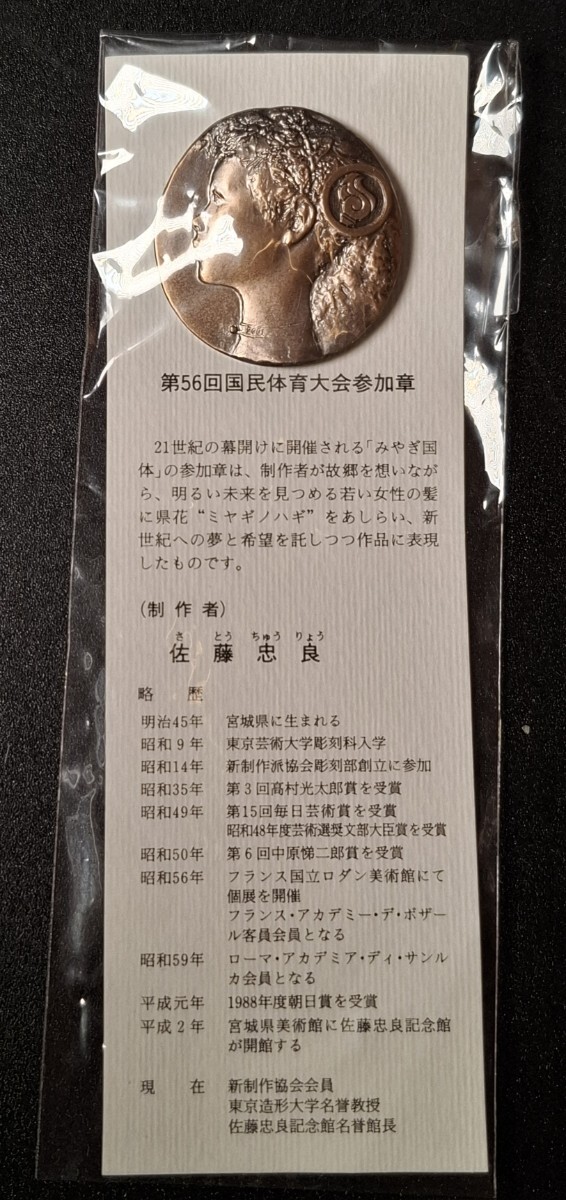 第56回国民体育大会参加章
21世紀の幕開けに開催される「みやぎ国
体」の参加章は、制作者が故郷を想いなが
ら、明るい未来を見つめる若い女性の髪
に県花“ミヤギノハギ”をあしらい、新
世紀への夢と希望を託しつつ作品に表現
したものです。
(制作者)
さ とう ちゅう りょう
佐藤忠良
略歴
明治45年 宮城県に生まれる
昭和9年 東京芸術大学彫刻科入学
昭和14年 新制作派協会彫刻部創立に参加
昭和35年 第3回高村光太郎賞を受賞
昭和49年 第15回毎日芸術賞を受賞
昭和48年度芸術選奨文部大臣賞を受賞
昭和50年 第6回中原悌二郎賞を受賞
昭和56年 フランス国立ロダン美術館にて
個展を開催
フランス・アカデミー・デ・ボザー
ル客員会員となる
昭和59年 ローマ・アカデミア・ディ・サンル
カ会員となる
平成元年 1988年度朝日賞を受賞
平成2年 宮城県美術館に佐藤忠良記念館
が開館する
現在 新制作協会会員
東京造形大学名誉教授
佐藤忠良記念館名誉館長